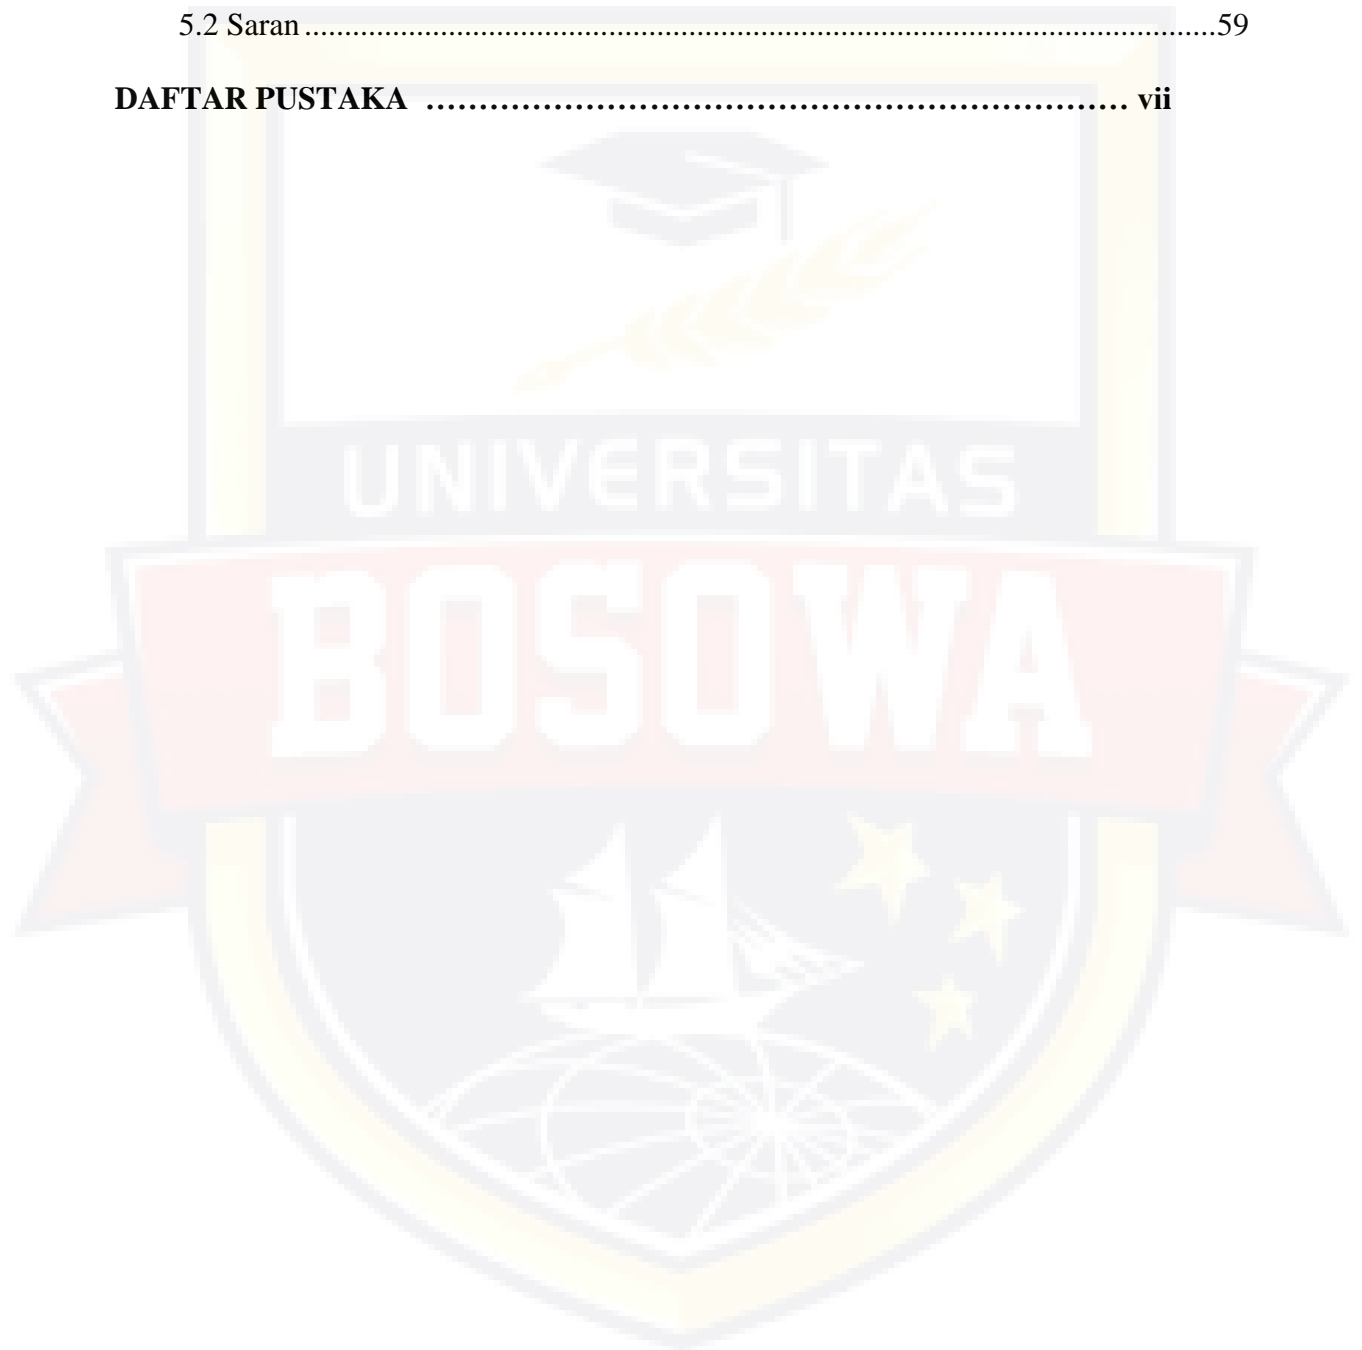 5.2 Saran....................................................................................................................59
DAFTAR PUSTAKA ………………………………………………………… vii
UNIVERSITAS
BOSOWA